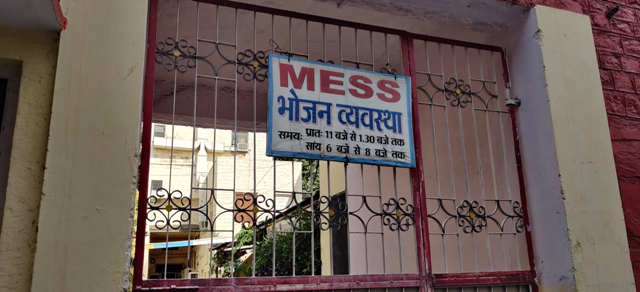 MESS
भोजन व्यवस्था
समयः प्रातः 11 बजे से 1.30 बजे तक
सांय 6 बजे से 8 बजे तक